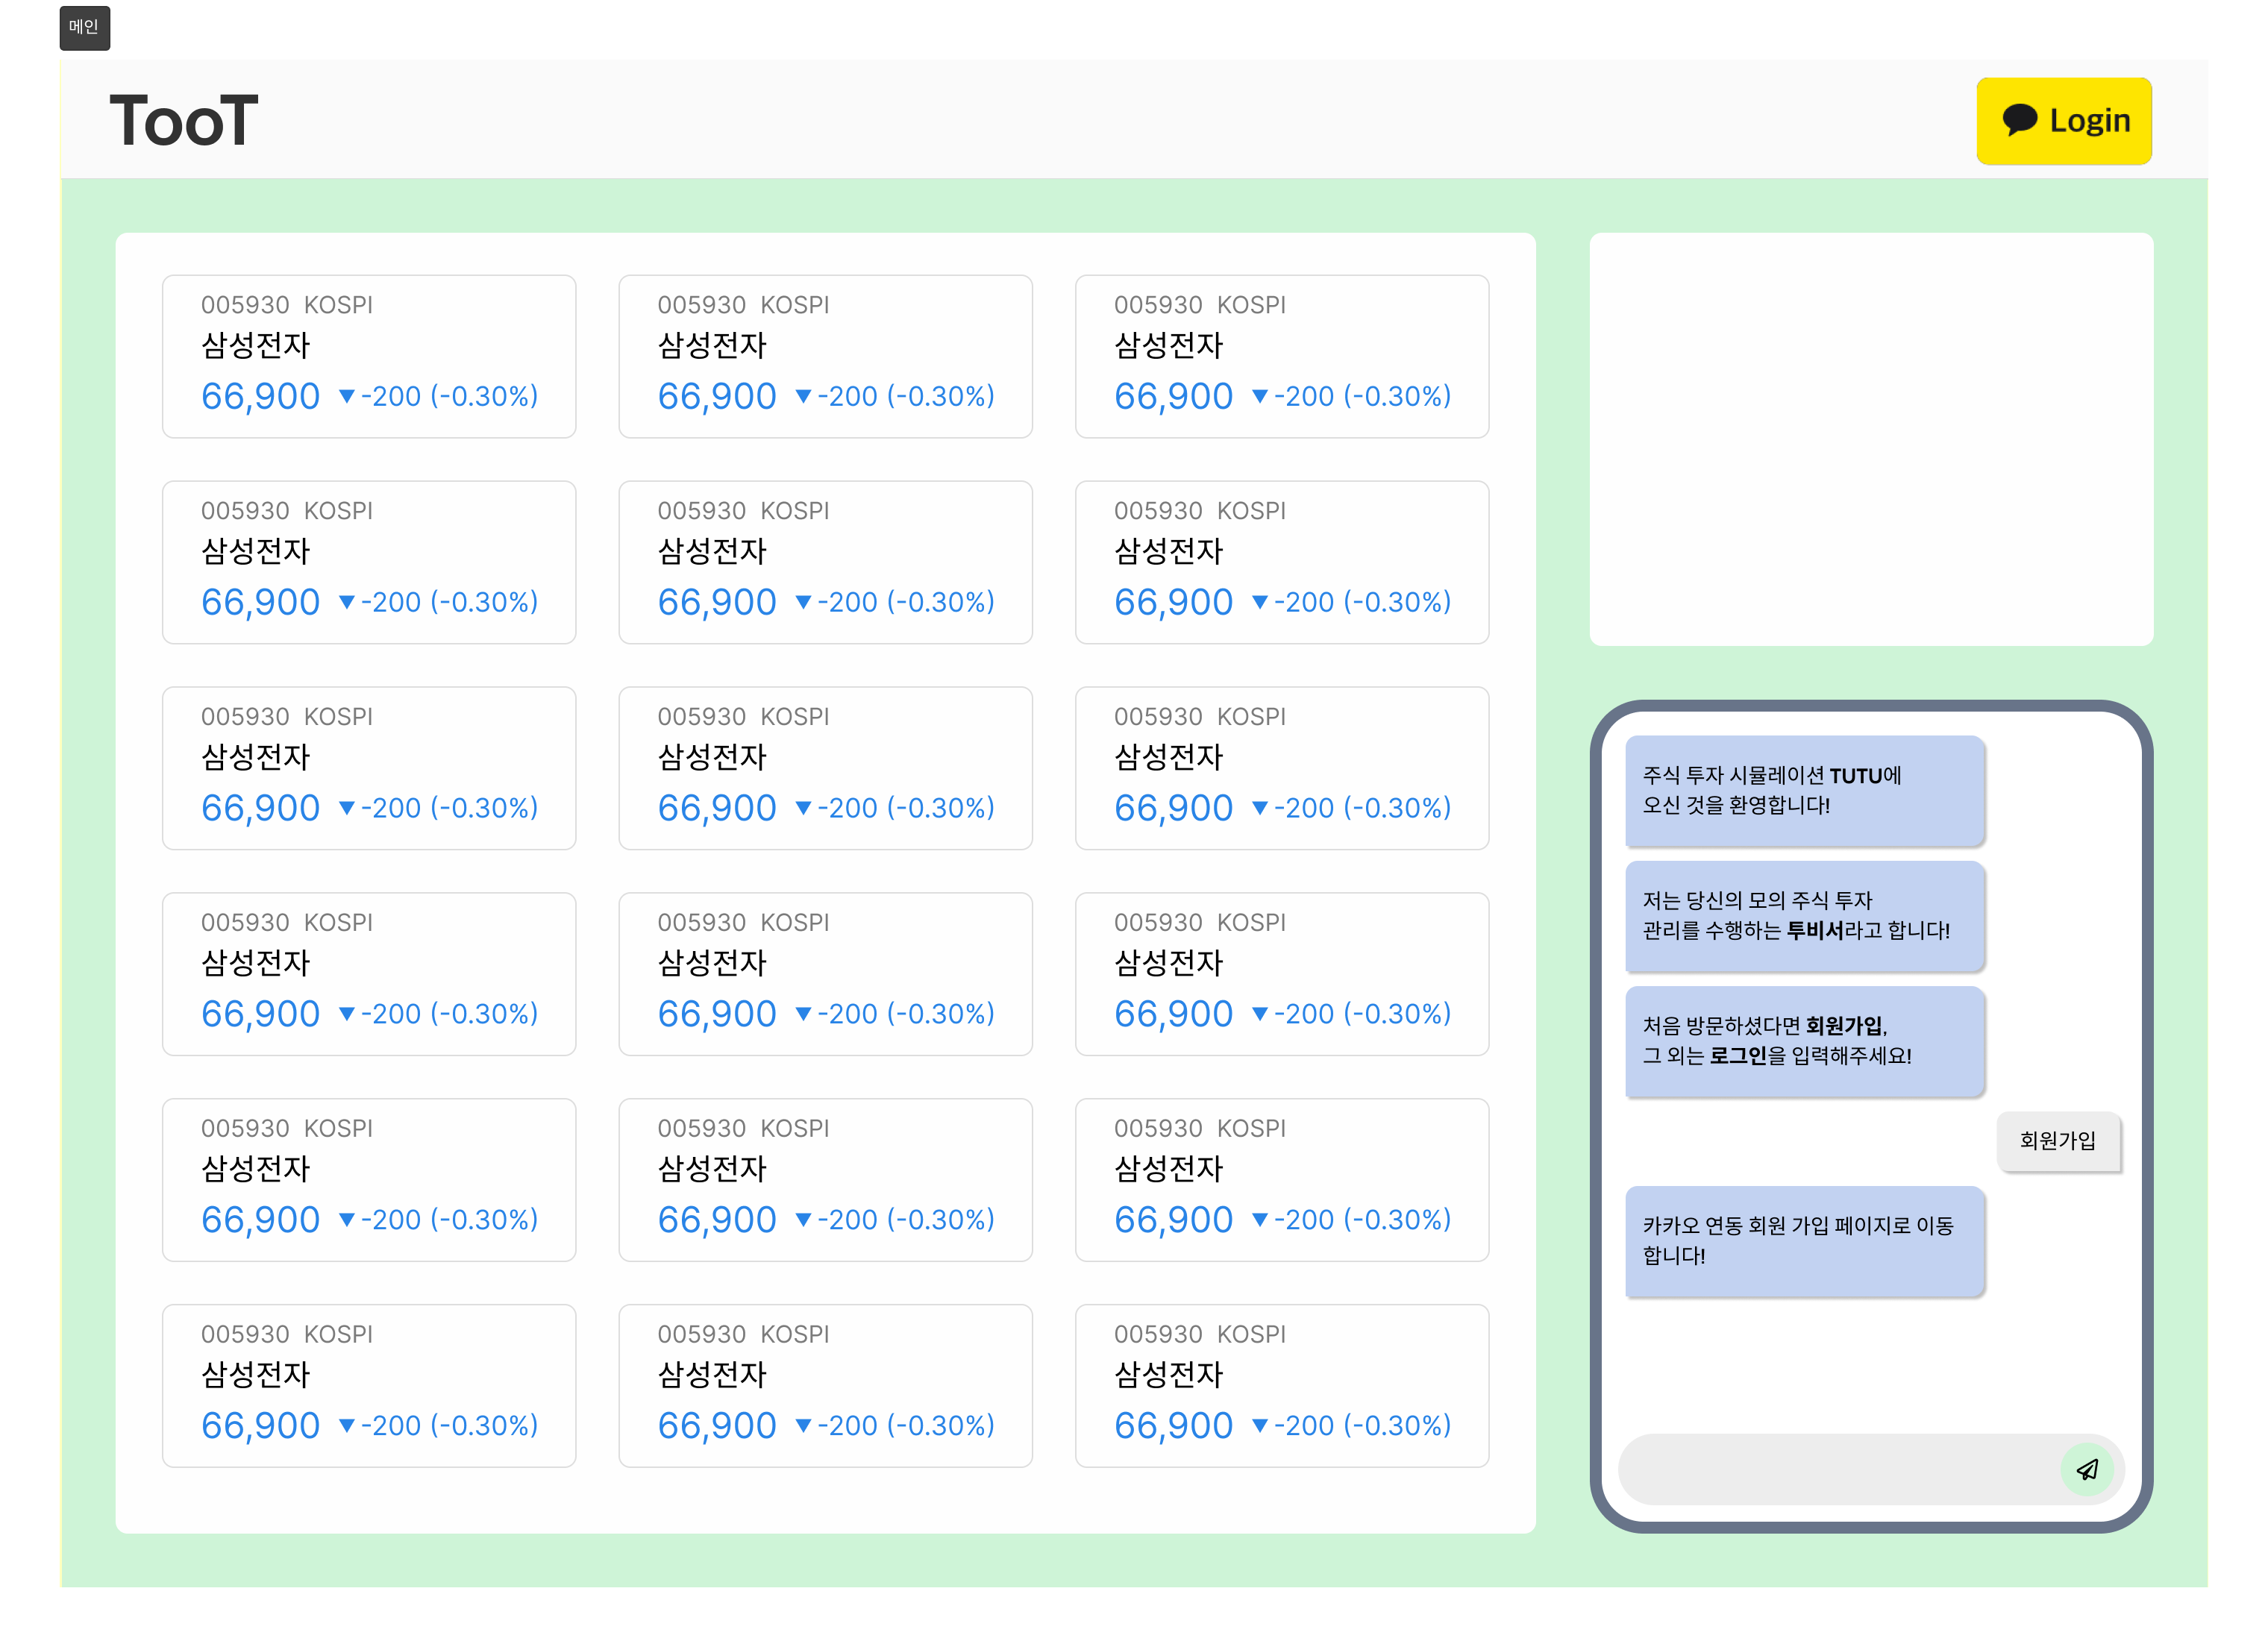 메인
TooT
Login
005930 KOSPI
삼성전자
66,900 ▼-200 (-0.30%)
005930 KOSPI
삼성전자
66,900 ▼-200 (-0.30%)
005930 KOSPI
삼성전자
66,900 ▼-200 (-0.30%)
005930 KOSPI
삼성전자
66,900 ▼-200 (-0.30%)
005930 KOSPI
삼성전자
66,900 ▼-200 (-0.30%)
005930 KOSPI
삼성전자
66,900 ▼-200 (-0.30%)
005930 KOSPI
삼성전자
66,900 ▼-200 (-0.30%)
005930 KOSPI
삼성전자
66,900 ▼-200 (-0.30%)
005930 KOSPI
삼성전자
66,900 ▼-200 (-0.30%)
005930 KOSPI
삼성전자
66,900 ▼-200 (-0.30%)
005930 KOSPI
삼성전자
66,900 ▼-200 (-0.30%)
005930 KOSPI
삼성전자
66,900 ▼-200 (-0.30%)
005930 KOSPI
삼성전자
66,900 ▼-200 (-0.30%)
005930 KOSPI
삼성전자
66,900 ▼-200 (-0.30%)
005930 KOSPI
삼성전자
66,900 ▼-200 (-0.30%)
005930 KOSPI
삼성전자
66,900 ▼-200 (-0.30%)
005930 KOSPI
삼성전자
66,900 ▼-200 (-0.30%)
005930 KOSPI
삼성전자
66,900 ▼-200 (-0.30%)
주식 투자 시뮬레이션 TUTU에
오신 것을 환영합니다!
저는 당신의 모의 주식 투자
관리를 수행하는 투비서라고 합니다!
처음 방문하셨다면 회원가입,
그 외는 로그인을 입력해주세요!
회원가입
카카오 연동 회원 가입 페이지로 이동
합니다!